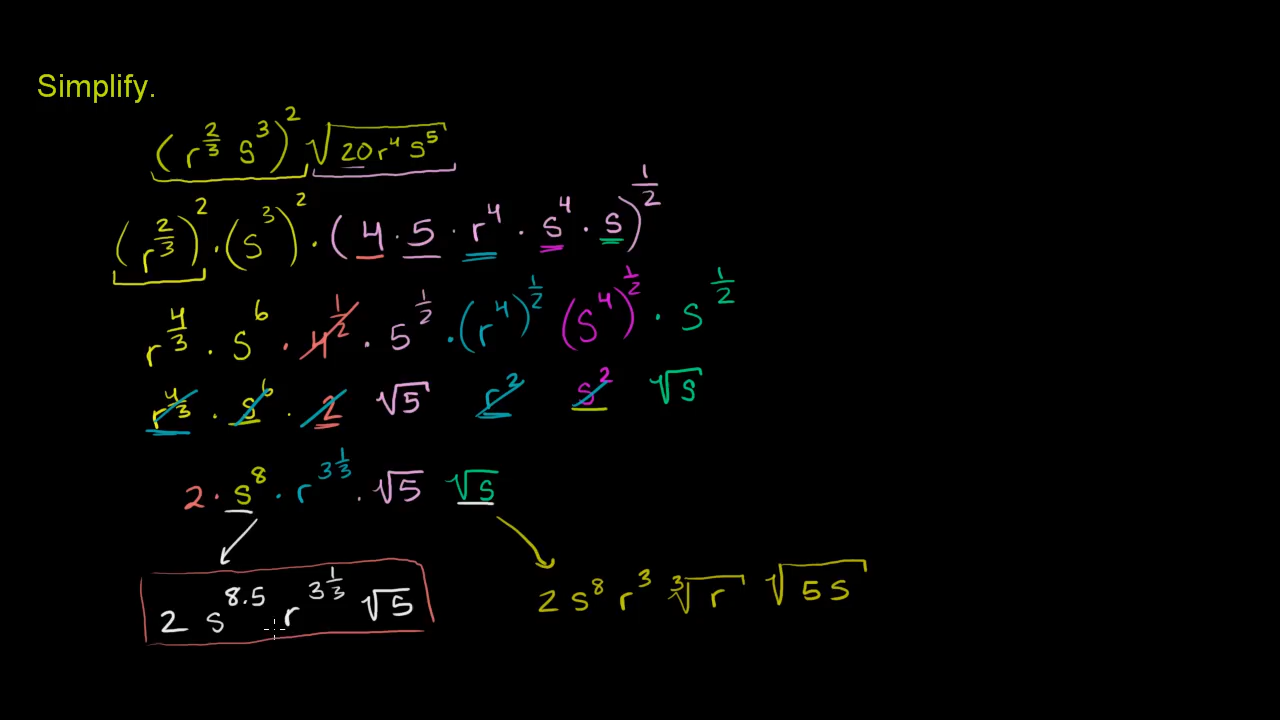 Simplify.
(r^(2/3) s^3)^2 √(20r^4 s^5)
(r^(2/3))^2 · (s^3)^2 · (4 · 5 · r^4 · s^4 · s)^(1/2)
r^(4/3) · s^6 · 4^(1/2) · 5^(1/2) · (r^4)^(1/2) (s^4)^(1/2) · s^(1/2)
r^(4/3) · s^6 · 2 √5 r^2 s^2 √s
2 · s^8 · r^(3 1/3) · √5 √s
2 s^8.5 r^(3 1/3) √5
2 s^8 r^3 ∛r √(5s)